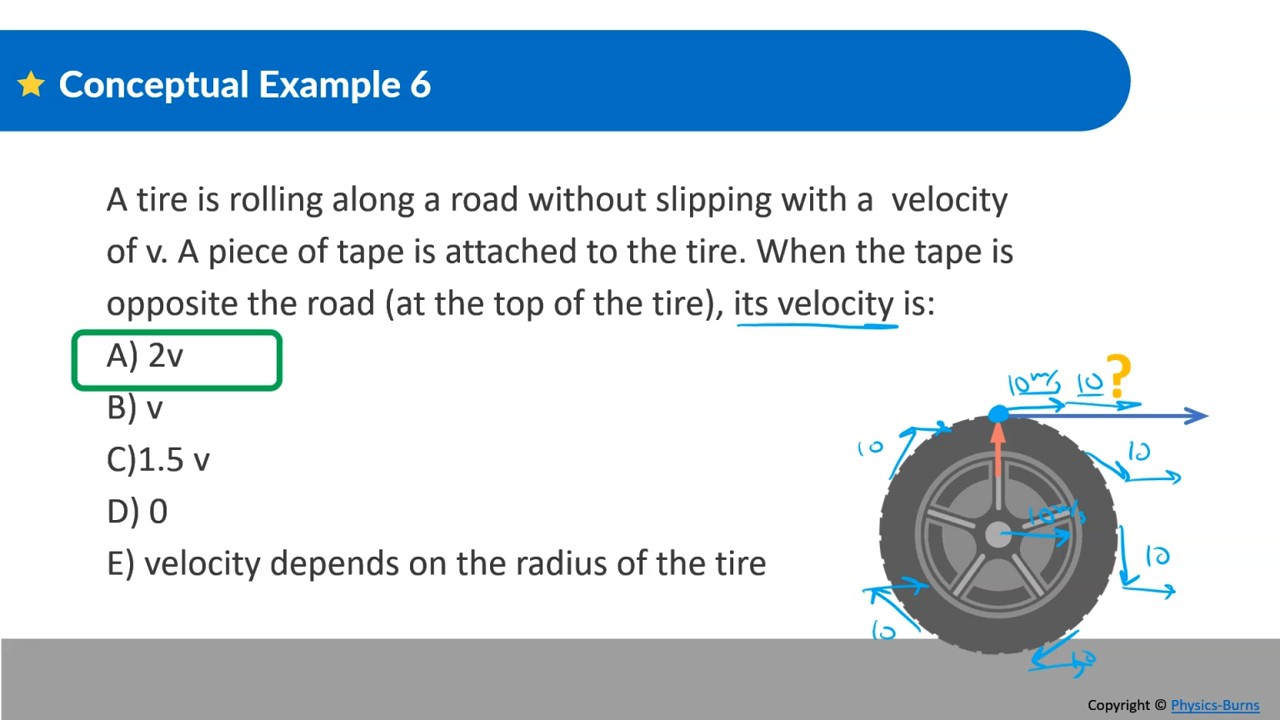 Conceptual Example 6
A tire is rolling along a road without slipping with a velocity
of v. A piece of tape is attached to the tire. When the tape is
opposite the road (at the top of the tire), its velocity is:
A) 2v
B) v
C)1.5 v
D) 0
E) velocity depends on the radius of the tire
10 m/s 10 ?
10
10
10 m/s
10
10
10
Copyright © Physics-Burns